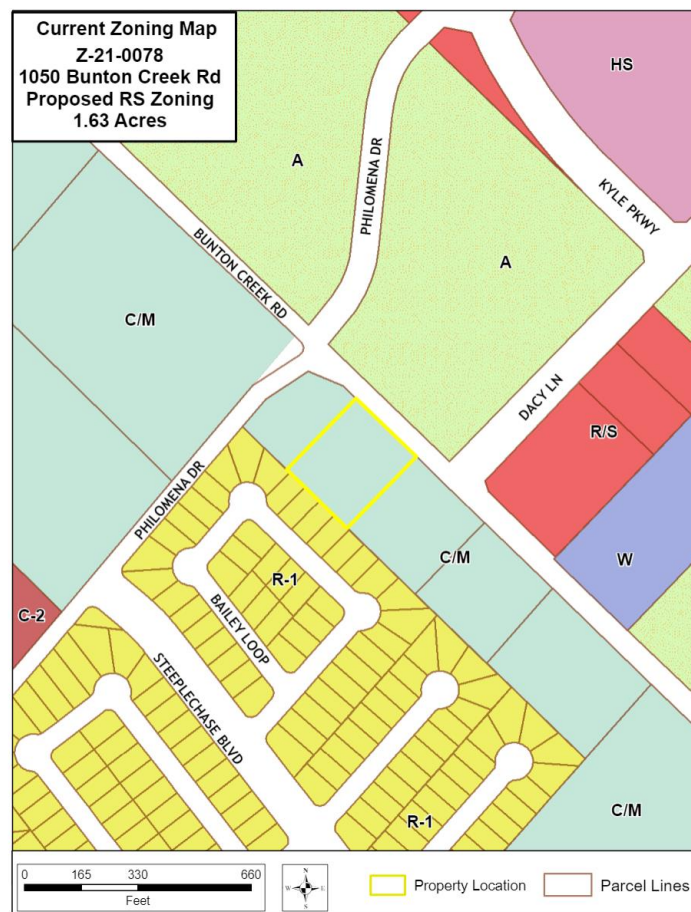 Current Zoning Map
Z-21-0078
1050 Bunton Creek Rd
Proposed RS Zoning
1.63 Acres
HS
A
PHILOMENA DR
KYLE PKWY
BUNTON CREEK RD
A
C/M
DACY LN
R/S
PHILOMENA DR
C/M
W
R-1
BAILEY LOOP
C-2
STEEPLECHASE BLVD
C/M
R-1
0 165 330 660
Feet
N
W E
S
Property Location
Parcel Lines